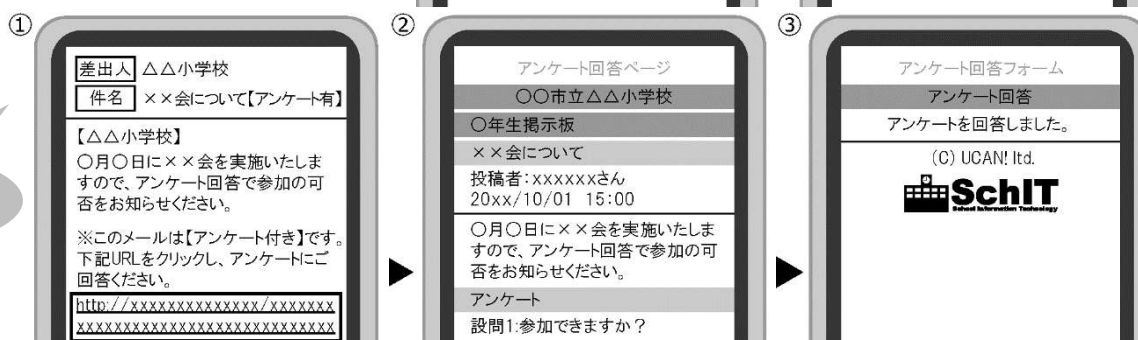 ①
差出人 △△小学校
件名 ××会について【アンケート有】
【△△小学校】
〇月〇日に××会を実施いたしま
すので、アンケート回答で参加の可
否をお知らせください。
※このメールは【アンケート付き】です。
下記URLをクリックし、アンケートにご
回答ください。
http://xxxxxxxxxxxxxx/xxxxxxx
xxxxxxxxxxxxxxxxxxxxxxxxxxxx
②
アンケート回答ページ
〇〇市立△△小学校
〇年生掲示板
××会について
投稿者:xxxxxxさん
20xx/10/01 15:00
〇月〇日に××会を実施いたしま
すので、アンケート回答で参加の可
否をお知らせください。
アンケート
設問1:参加できますか？
③
アンケート回答フォーム
アンケート回答
アンケートを回答しました。
(C) UCAN! ltd.
SchIT
School Information Technology